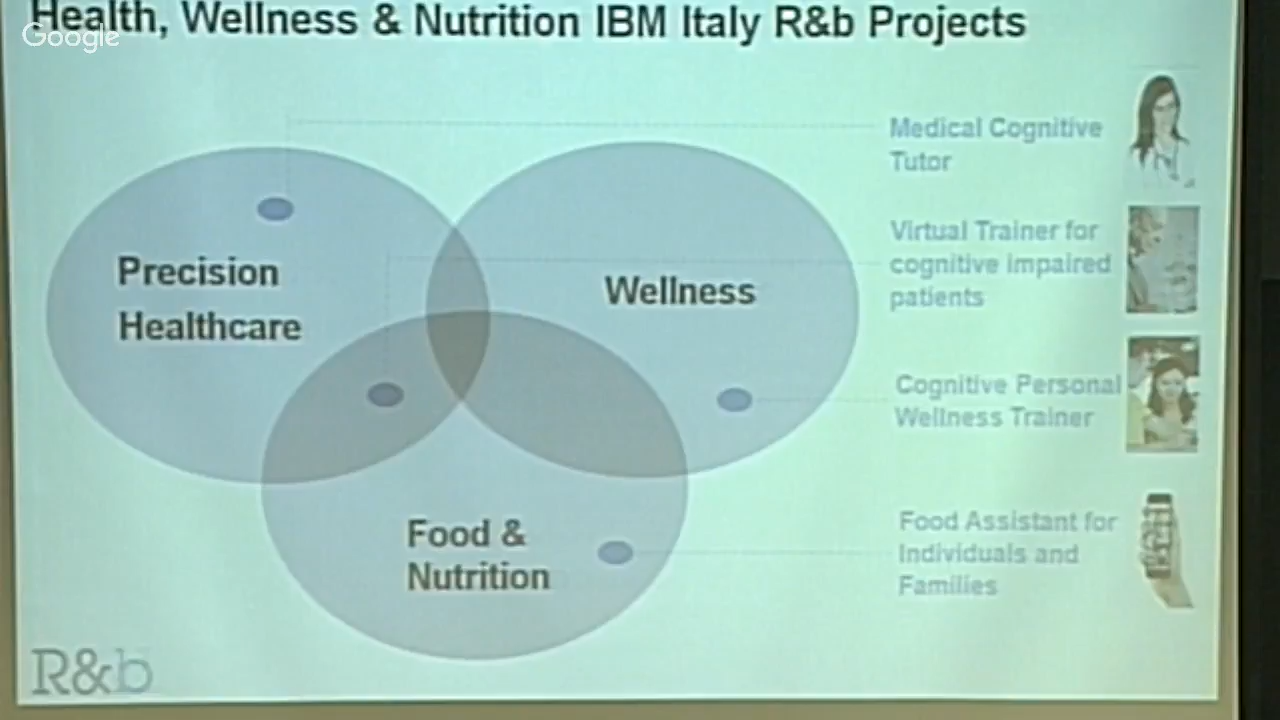 Health, Wellness & Nutrition IBM Italy R&b Projects
Google
Medical Cognitive
Tutor
Virtual Trainer for
cognitive impaired
patients
Precision
Healthcare
Wellness
Cognitive Personal
Wellness Trainer
Food &
Nutrition
Food Assistant for
Individuals and
Families
R&b